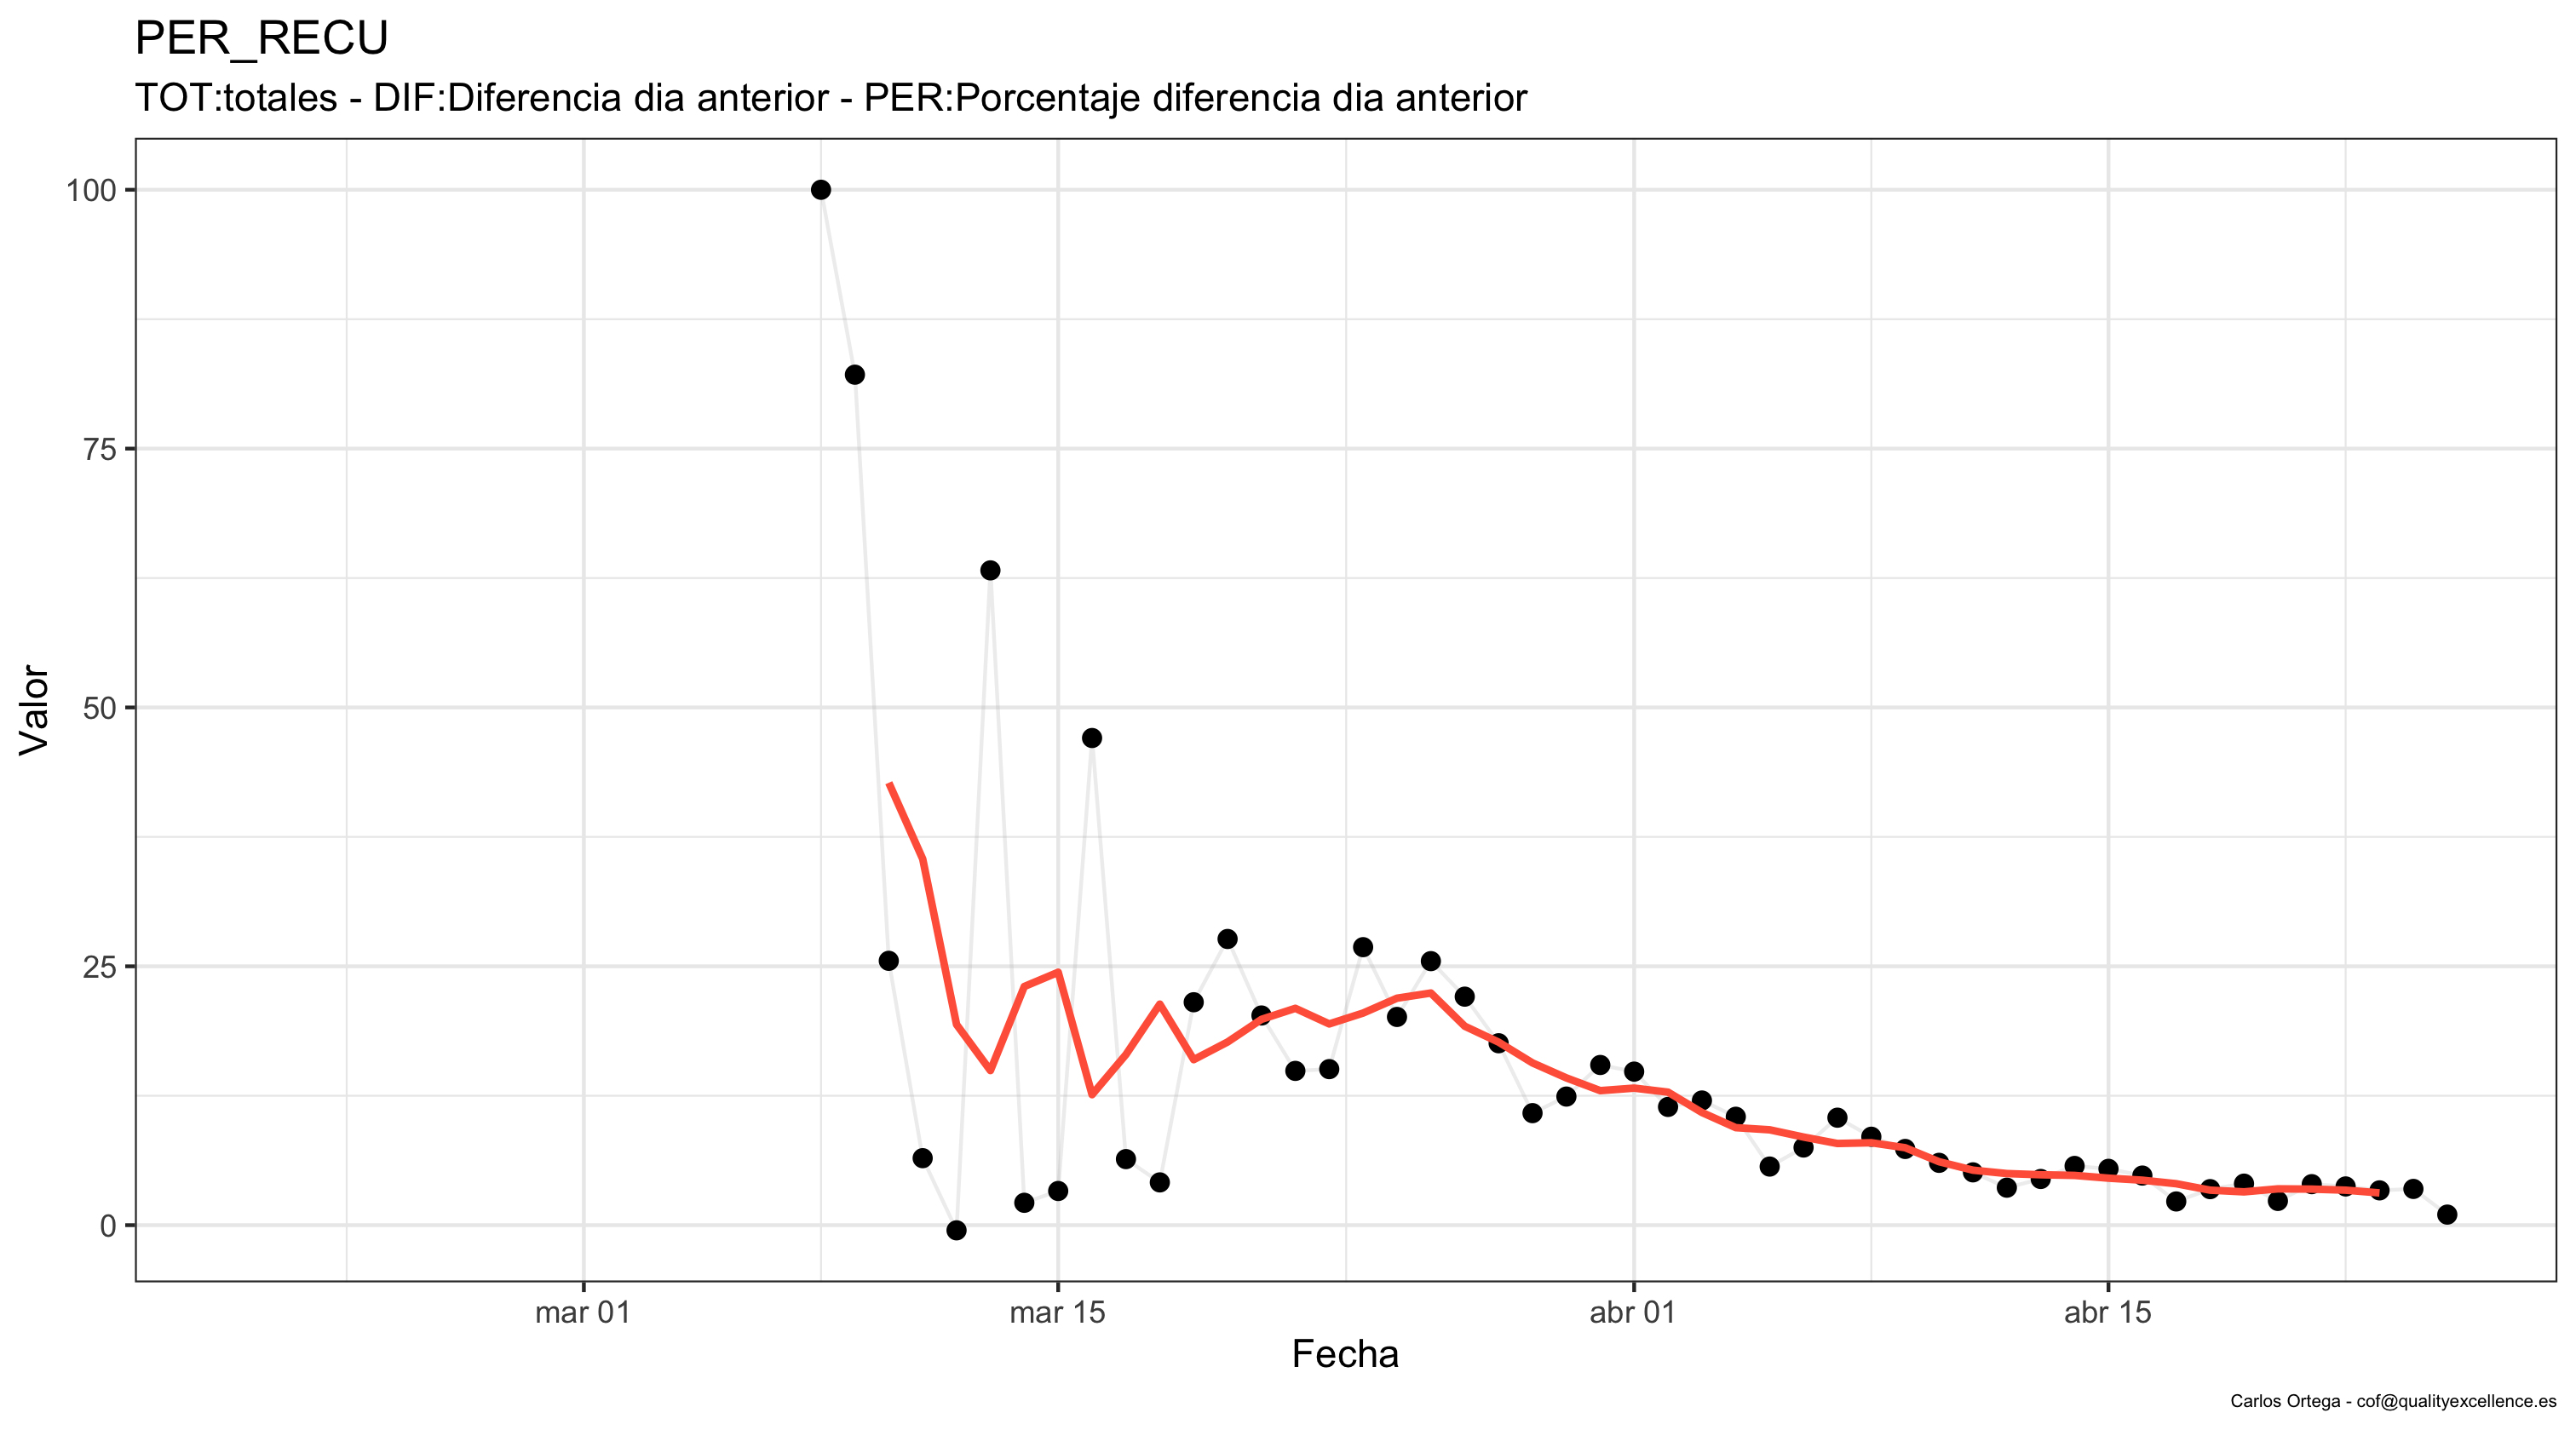 PER_RECU
TOT:totales - DIF:Diferencia dia anterior - PER:Porcentaje diferencia dia anterior
100
75
50
25
0
Valor
mar 01
mar 15
abr 01
abr 15
Fecha
Carlos Ortega - cof@qualityexcellence.es